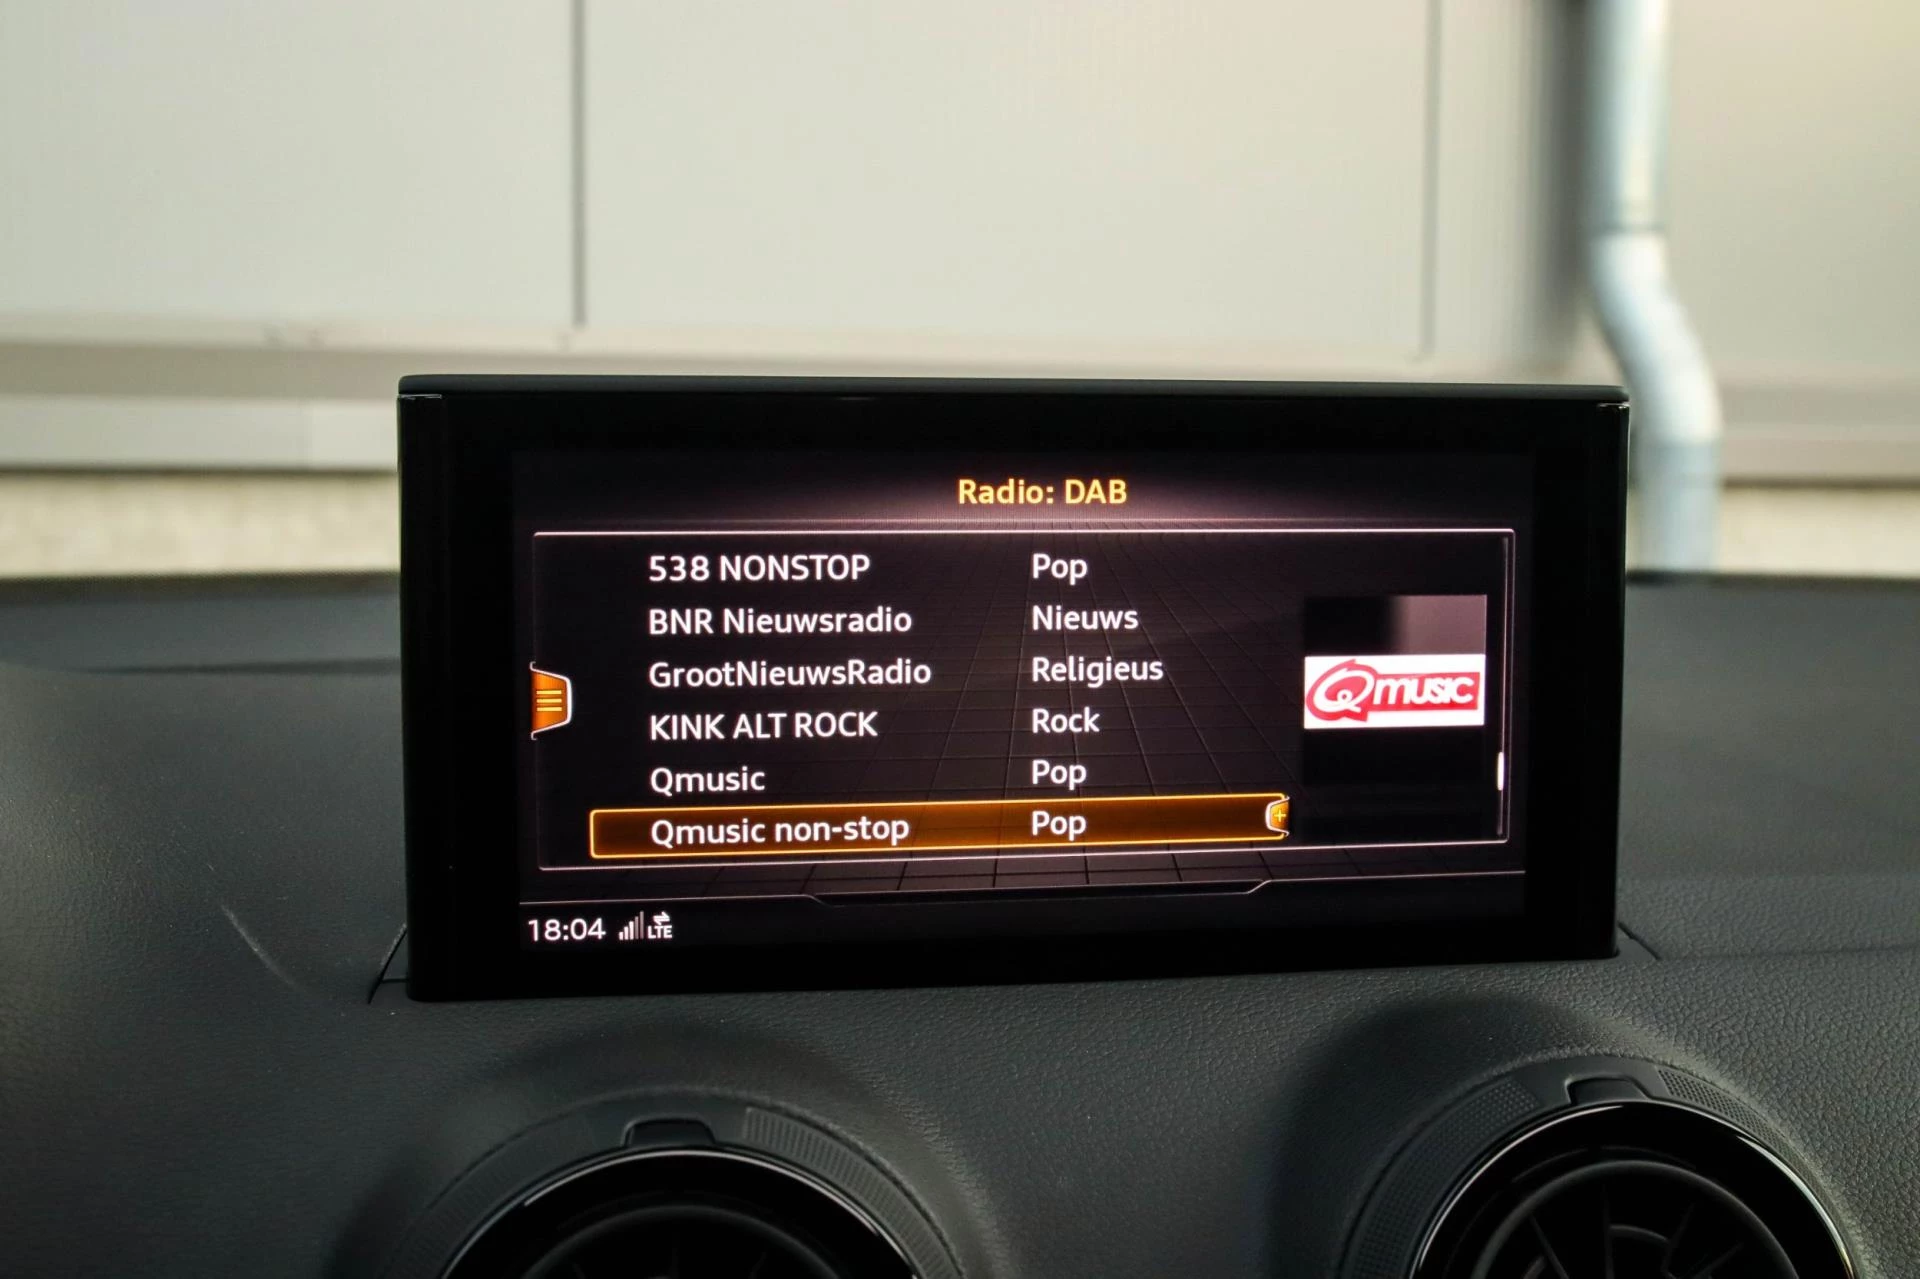 Radio: DAB
538 NONSTOP Pop
BNR Nieuwsradio Nieuws
GrootNieuwsRadio Religieus
KINK ALT ROCK Rock
Qmusic Pop
Qmusic non-stop Pop
Qmusic
18:04 LTE